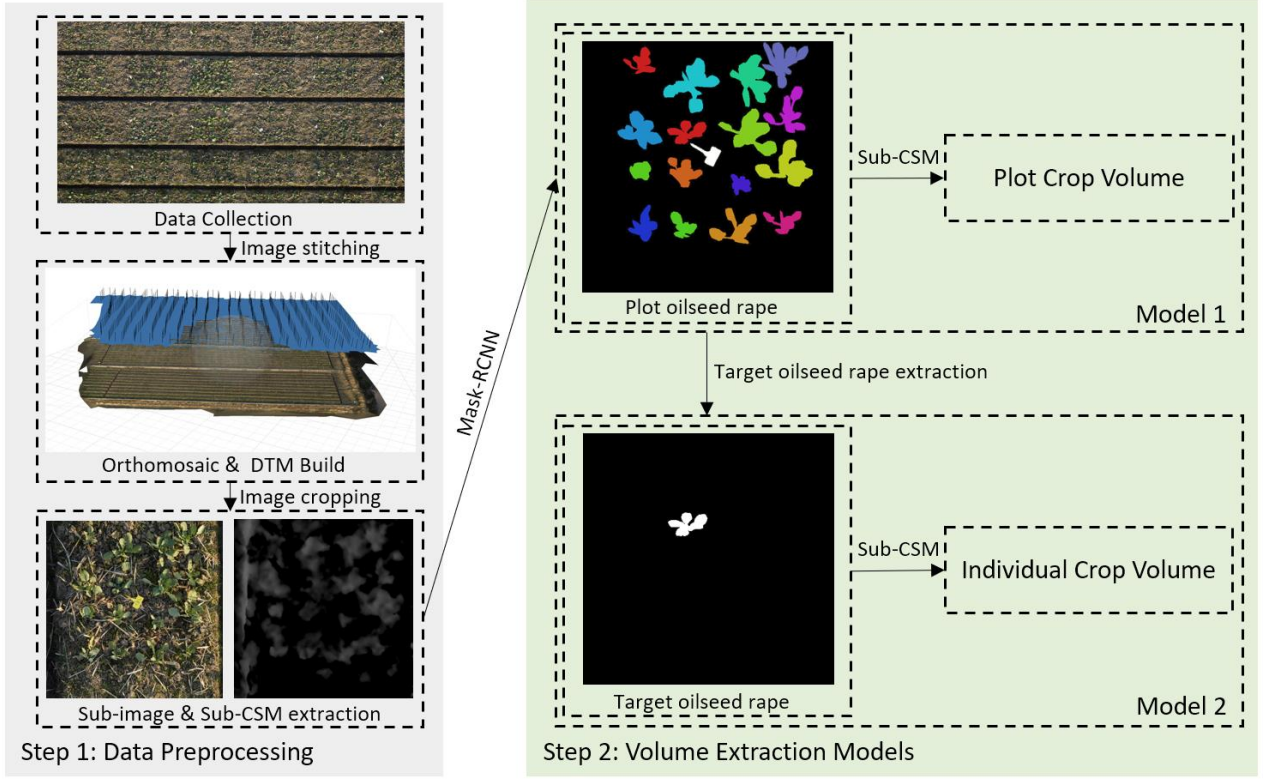 Data Collection
Image stitching
Orthomosaic & DTM Build
Image cropping
Sub-image & Sub-CSM extraction
Step 1: Data Preprocessing
Mask-RCNN
Plot oilseed rape
Sub-CSM
Plot Crop Volume
Model 1
Target oilseed rape extraction
Target oilseed rape
Sub-CSM
Individual Crop Volume
Model 2
Step 2: Volume Extraction Models